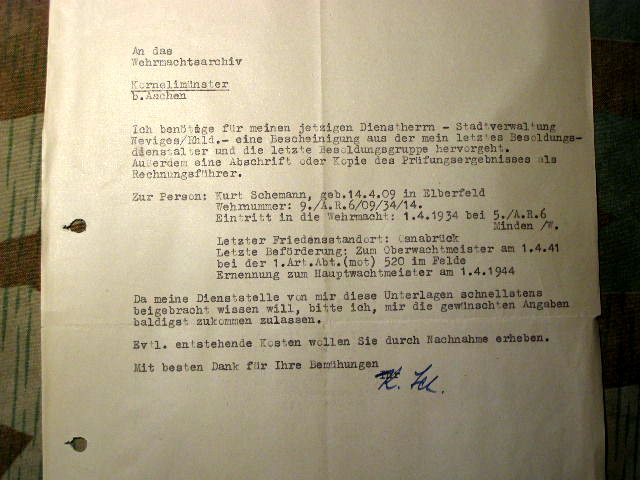 An das
Wehrmachtsarchiv
Kornelimünster
b.Aachen
Ich benötige für meinen jetzigen Dienstherrn - Stadtverwaltung
Neviges/Rhld.- eine Bescheinigung aus der mein letztes Besoldungs-
dienstalter und die letzte Besoldungsgruppe hervorgeht.
Außerdem eine Abschrift oder Kopie des Prüfungsergebnisses als
Rechnungsführer.
Zur Person: Kurt Schemann, geb.14.4.09 in Elberfeld
Wehrnummer: 9./A.R.6/09/34/14.
Eintritt in die Wehrmacht: 1.4.1934 bei 5./A.R.6
Minden /W.
Letzter Friedensstandort: Osnabrück
Letzte Beförderung: Zum Oberwachtmeister am 1.4.41
bei der 1.Art.Abt.(mot) 520 im Felde
Ernennung zum Hauptwachtmeister am 1.4.1944
Da meine Dienststelle von mir diese Unterlagen schnellstens
beigebracht wissen will, bitte ich, mir die gewünschten Angaben
baldigst zukommen zulassen.
Evtl. entstehende Kosten wollen Sie durch Nachnahme erheben.
Mit besten Dank für Ihre Bemühungen
K. Sch.